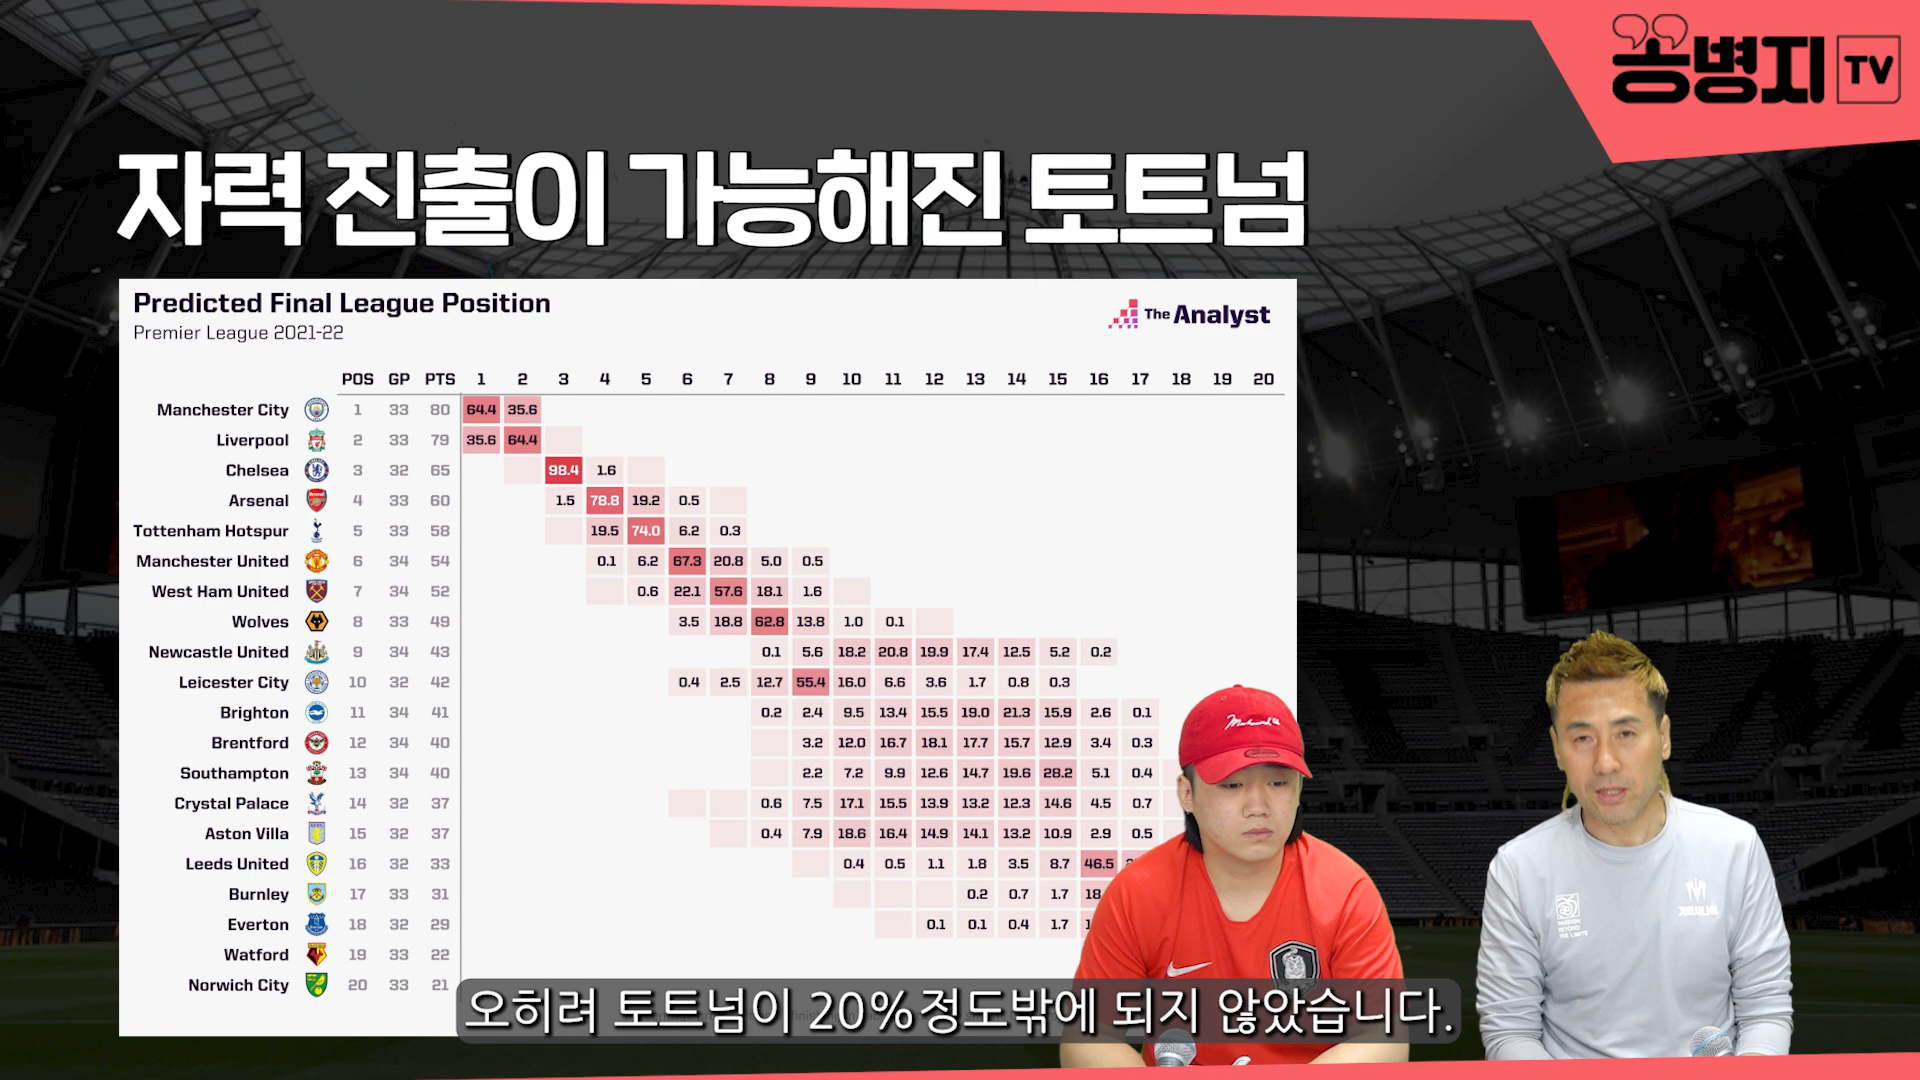 꽁병지 TV
자력 진출이 가능해진 토트넘
Predicted Final League Position
Premier League 2021-22
The Analyst
POS GP PTS 1 2 3 4 5 6 7 8 9 10 11 12 13 14 15 16 17 18 19 20
Manchester City 1 33 80 64.4 35.6
Liverpool 2 33 79 35.6 64.4
Chelsea 3 32 65 98.4 1.6
Arsenal 4 33 60 1.5 78.8 19.2 0.5
Tottenham Hotspur 5 33 58 19.5 74.0 6.2 0.3
Manchester United 6 34 54 0.1 6.2 67.3 20.8 5.0 0.5
West Ham United 7 34 52 0.6 22.1 57.6 18.1 1.6
Wolves 8 33 49 3.5 18.8 62.8 13.8 1.0 0.1
Newcastle United 9 34 43 0.1 5.6 18.2 20.8 19.9 17.4 12.5 5.2 0.2
Leicester City 10 32 42 0.4 2.5 12.7 55.4 16.0 6.6 3.6 1.7 0.8 0.3
Brighton 11 34 41 0.2 2.4 9.5 13.4 15.5 19.0 21.3 15.9 2.6 0.1
Brentford 12 34 40 3.2 12.0 16.7 18.1 17.7 15.7 12.9 3.4 0.3
Southampton 13 34 40 2.2 7.2 9.9 12.6 14.7 19.6 28.2 5.1 0.4
Crystal Palace 14 32 37 0.6 7.5 17.1 15.5 13.9 13.2 12.3 14.6 4.5 0.7
Aston Villa 15 32 37 0.4 7.9 18.6 16.4 14.9 14.1 13.2 10.9 2.9 0.5
Leeds United 16 32 33 0.4 0.5 1.1 1.8 3.5 8.7 46.5
Burnley 17 33 31 0.2 0.7 1.7 18
Everton 18 32 29 0.1 0.1 0.4 1.7
Watford 19 33 22
Norwich City 20 33 21
오히려 토트넘이 20%정도밖에 되지 않았습니다.
PASSION
BEYOND
THE LIMITS